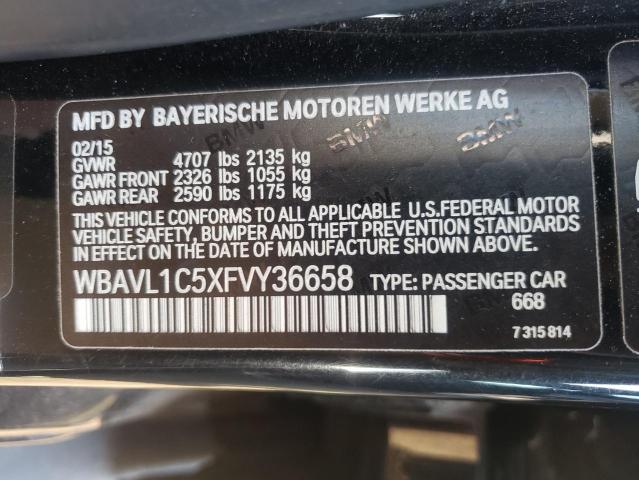 MFD BY BAYERISCHE MOTOREN WERKE AG
02/15
GVWR 4707 lbs 2135 kg
GAWR FRONT 2326 lbs 1055 kg
GAWR REAR 2590 lbs 1175 kg
THIS VEHICLE CONFORMS TO ALL APPLICABLE U.S.FEDERAL MOTOR
VEHICLE SAFETY, BUMPER AND THEFT PREVENTION STANDARDS
IN EFFECT ON THE DATE OF MANUFACTURE SHOWN ABOVE.
WBAVL1C5XFVY36658 TYPE: PASSENGER CAR
668
7 315 814